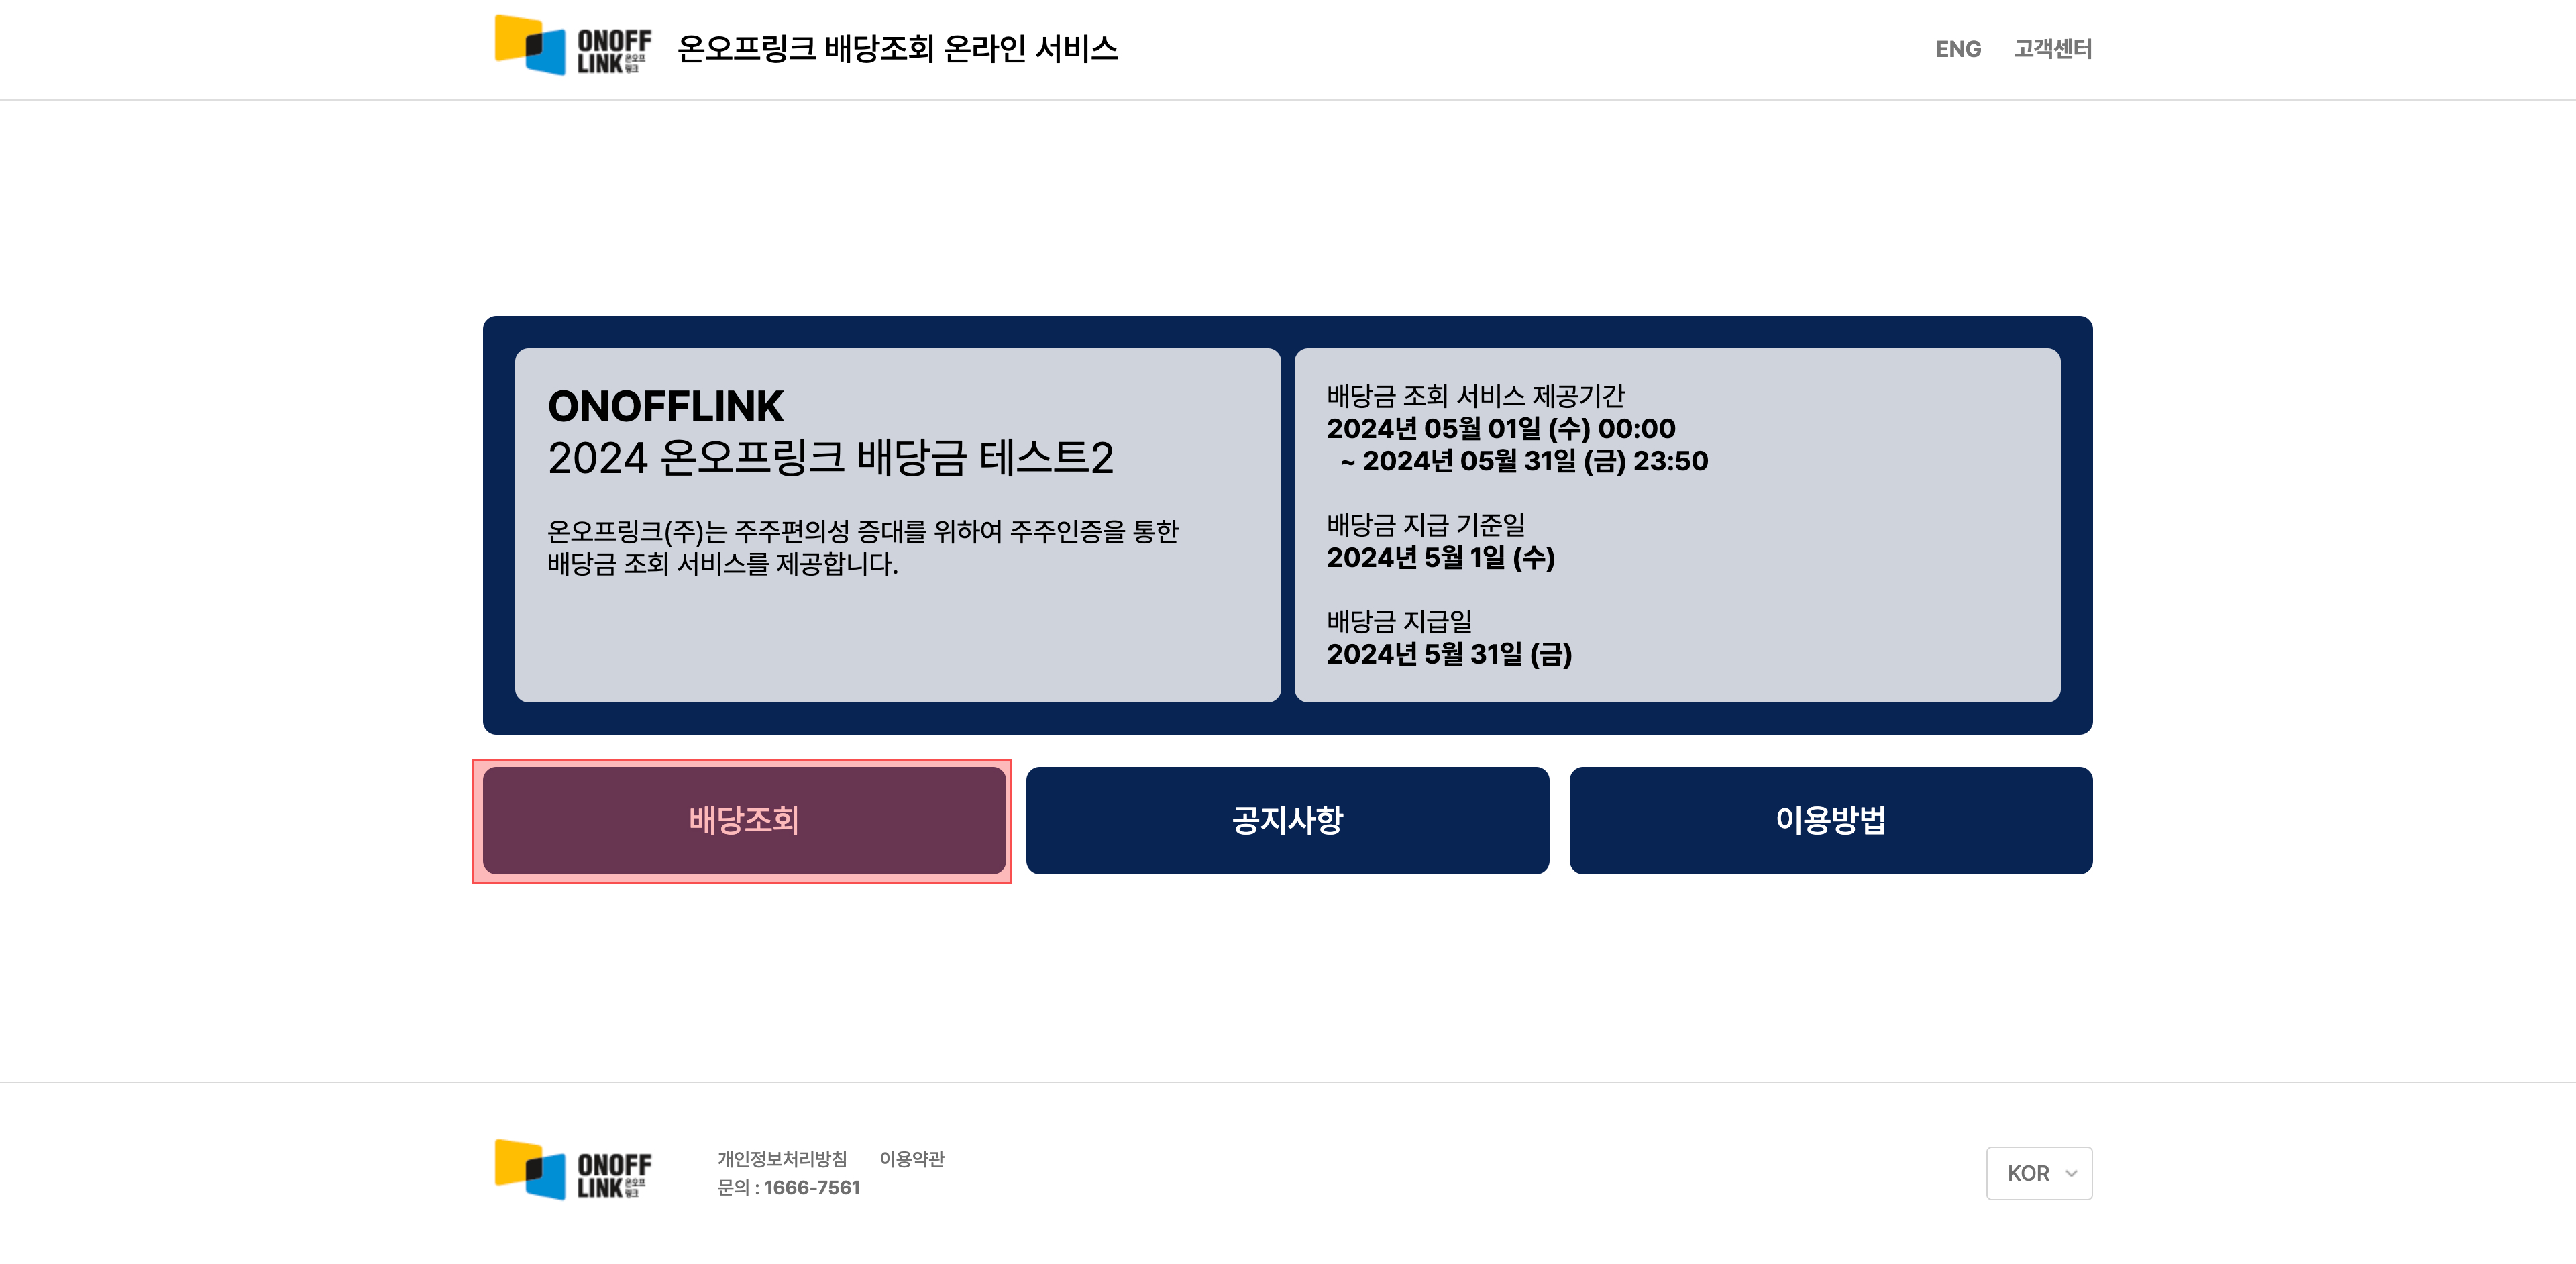 ONOFF
LINK 온오프
링크
온오프링크 배당조회 온라인 서비스
ENG 고객센터
ONOFFLINK
2024 온오프링크 배당금 테스트2
온오프링크(주)는 주주편의성 증대를 위하여 주주인증을 통한
배당금 조회 서비스를 제공합니다.
배당금 조회 서비스 제공기간
2024년 05월 01일 (수) 00:00
~ 2024년 05월 31일 (금) 23:50
배당금 지급 기준일
2024년 5월 1일 (수)
배당금 지급일
2024년 5월 31일 (금)
배당조회
공지사항
이용방법
ONOFF
LINK 온오프
링크
개인정보처리방침 이용약관
문의 : 1666-7561
KOR